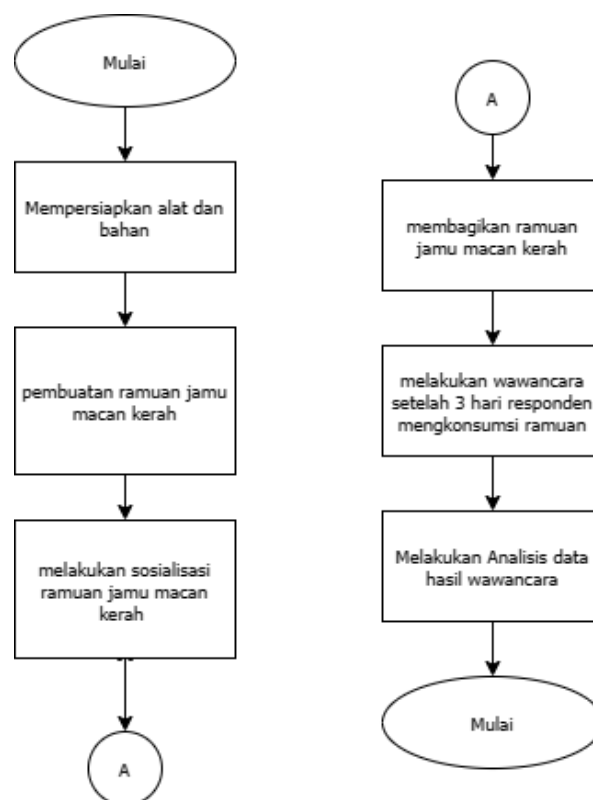 Mulai
Mempersiapkan alat dan
bahan
pembuatan ramuan jamu
macan kerah
melakukan sosialisasi
ramuan jamu macan
kerah
A
A
membagikan ramuan
jamu macan kerah
melakukan wawancara
setelah 3 hari responden
mengkonsumsi ramuan
Melakukan Analisis data
hasil wawancara
Mulai